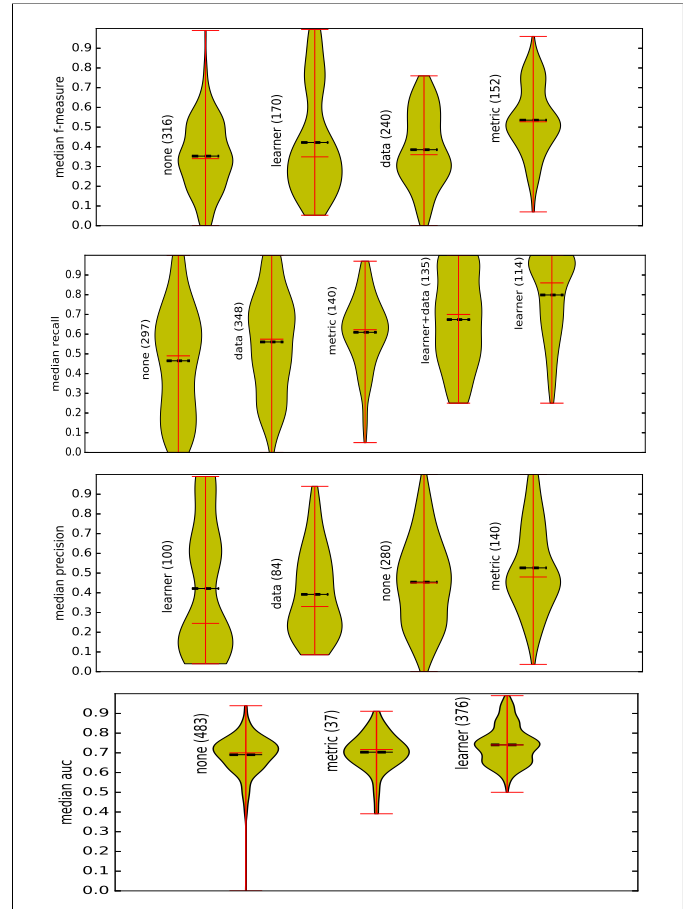 median f-measure
0.9
0.8
0.7
0.6
0.5
0.4
0.3
0.2
0.1
0.0
none (316)
learner (170)
data (240)
metric (152)
median recall
0.9
0.8
0.7
0.6
0.5
0.4
0.3
0.2
0.1
0.0
none (297)
data (348)
metric (140)
learner+data (135)
learner (114)
median precision
0.9
0.8
0.7
0.6
0.5
0.4
0.3
0.2
0.1
0.0
learner (100)
data (84)
none (280)
metric (140)
median auc
0.9
0.8
0.7
0.6
0.5
0.4
0.3
0.2
0.1
0.0
none (483)
metric (37)
learner (376)